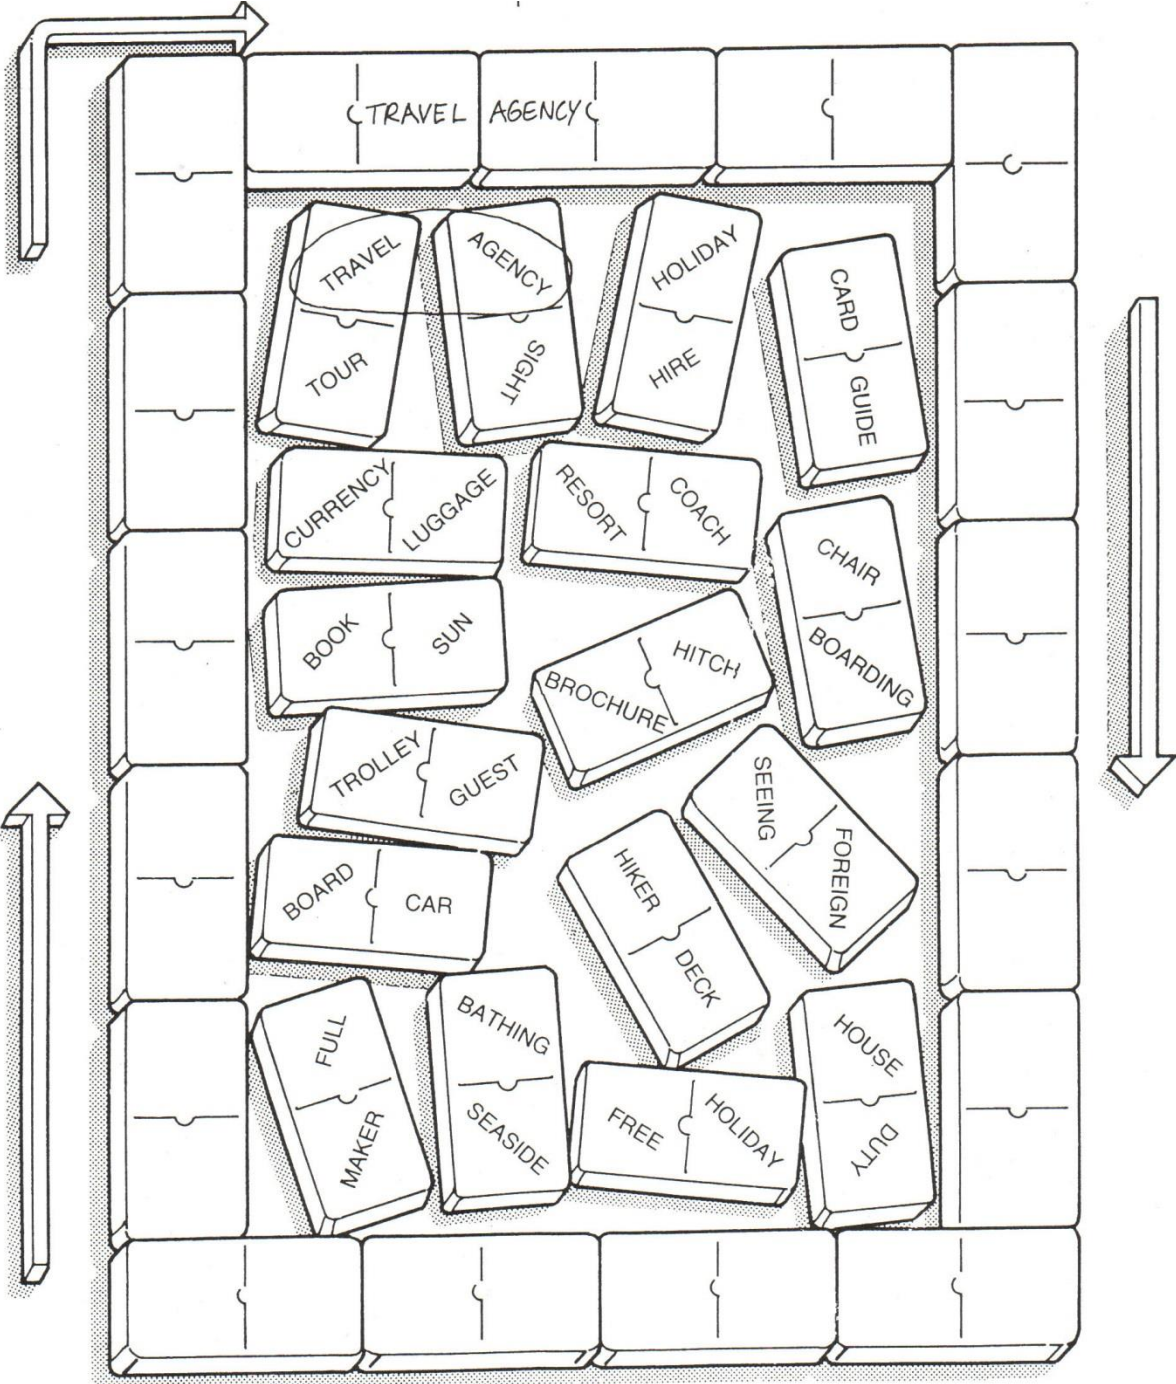 TRAVEL AGENCY
TRAVEL
TOUR
AGENCY
SIGHT
HOLIDAY
HIRE
CARD
GUIDE
CURRENCY
LUGGAGE
RESORT
COACH
CHAIR
BOARDING
BOOK
SUN
BROCHURE
HITCH
TROLLEY
GUEST
SEEING
FOREIGN
BOARD
CAR
HIKER
DECK
FULL
MAKER
BATHING
SEASIDE
FREE
HOLIDAY
HOUSE
DUTY